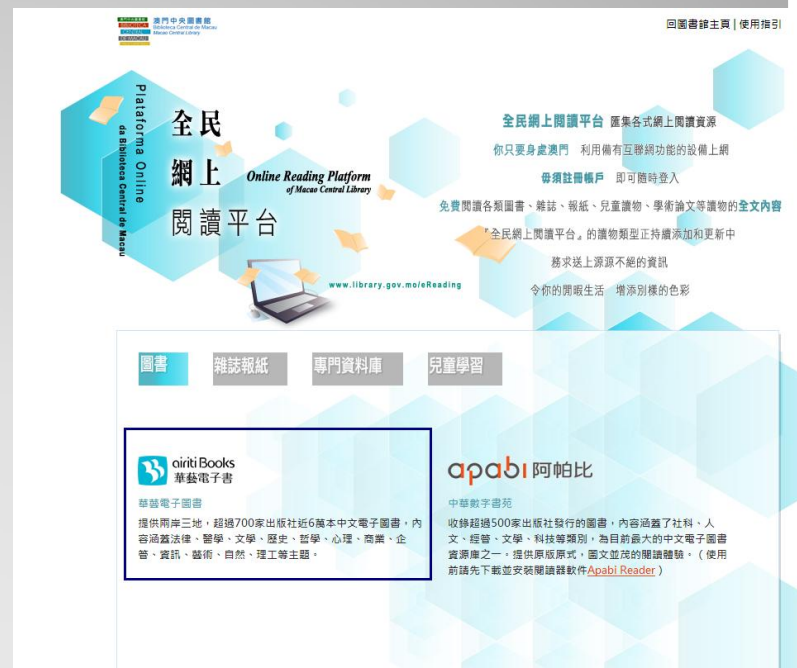 澳門中央圖書館
BIBLIOTECA
CENTRAL
DE MACAU
澳門中央圖書館
Biblioteca Central de Macau
Macao Central Library
回圖書館主頁 | 使用指引
Plataforma Online
da Biblioteca Central de Macau
全民
網上
閱讀平台
Online Reading Platform
of Macao Central Library
www.library.gov.mo/eReading
全民網上閱讀平台 匯集各式網上閱讀資源
你只要身處澳門 利用備有互聯網功能的設備上網
毋須註冊帳戶 即可隨時登入
免費閱讀各類圖書、雜誌、報紙、兒童讀物、學術論文等讀物的全文內容
『全民網上閱讀平台』的讀物類型正持續添加和更新中
務求送上源源不絕的資訊
令你的閒暇生活 增添別樣的色彩
圖書
雜誌報紙
專門資料庫
兒童學習
airiti Books
華藝電子書
華藝電子圖書
提供兩岸三地,超過700家出版社近6萬本中文電子圖書,內
容涵蓋法律、醫學、文學、歷史、哲學、心理、商業、企
管、資訊、藝術、自然、理工等主題。
apabi 阿帕比
中華數字書苑
收錄超過500家出版社發行的圖書,內容涵蓋了社科、人
文、經管、文學、科技等類別,為目前最大的中文電子圖書
資源庫之一。提供原版原式,圖文並茂的閱讀體驗。(使用
前請先下載並安裝閱讀器軟件Apabi Reader)